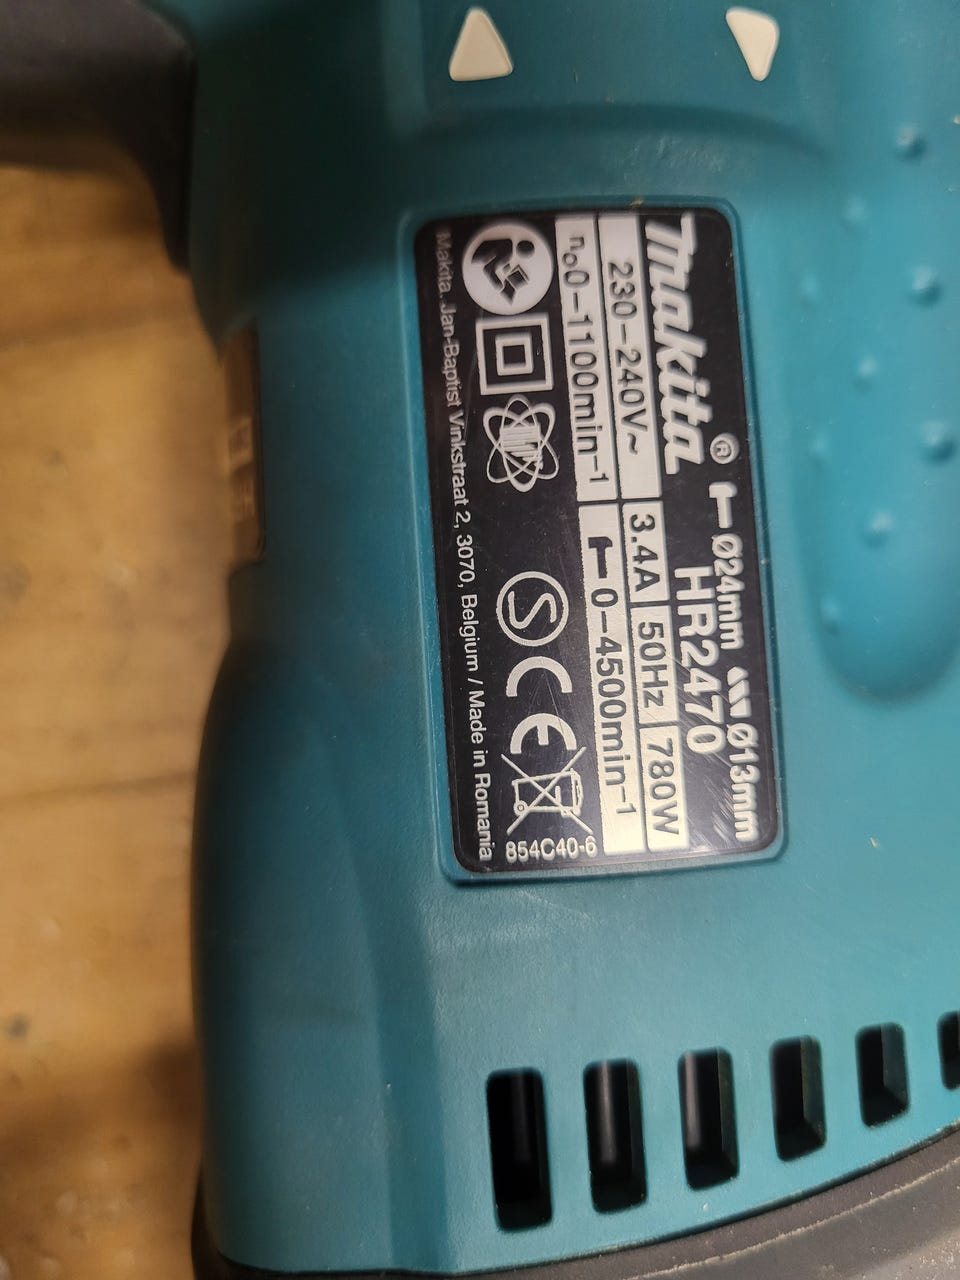 makita®
Ø24mm Ø13mm
HR2470
230-240V~ 3.4A 50Hz 780W
n₀0-1100min⁻¹ 0-4500min⁻¹
S CE
854C40-6
Makita, Jan-Baptist Vinkstraat 2, 3070, Belgium / Made in Romania